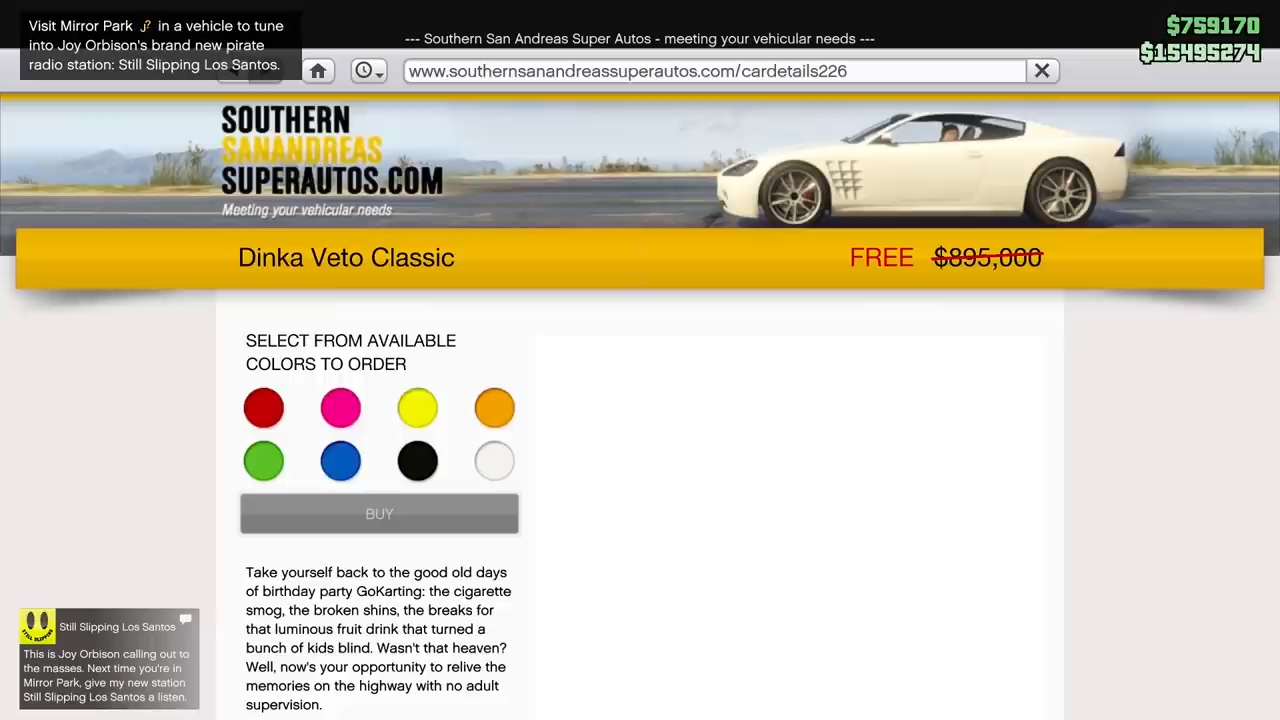 Visit Mirror Park in a vehicle to tune
into Joy Orbison's brand new pirate
radio station: Still Slipping Los Santos.
--- Southern San Andreas Super Autos - meeting your vehicular needs ---
$759170
$15495274
www.southernsanandreassuperautos.com/cardetails226
SOUTHERN
SANANDREAS
SUPERAUTOS.COM
Meeting your vehicular needs
Dinka Veto Classic
FREE $895,000
SELECT FROM AVAILABLE
COLORS TO ORDER
BUY
Take yourself back to the good old days
of birthday party GoKarting: the cigarette
smog, the broken shins, the breaks for
that luminous fruit drink that turned a
bunch of kids blind. Wasn't that heaven?
Well, now's your opportunity to relive the
memories on the highway with no adult
supervision.
STILL SLIPPING
Still Slipping Los Santos
This is Joy Orbison calling out to
the masses. Next time you're in
Mirror Park, give my new station
Still Slipping Los Santos a listen.